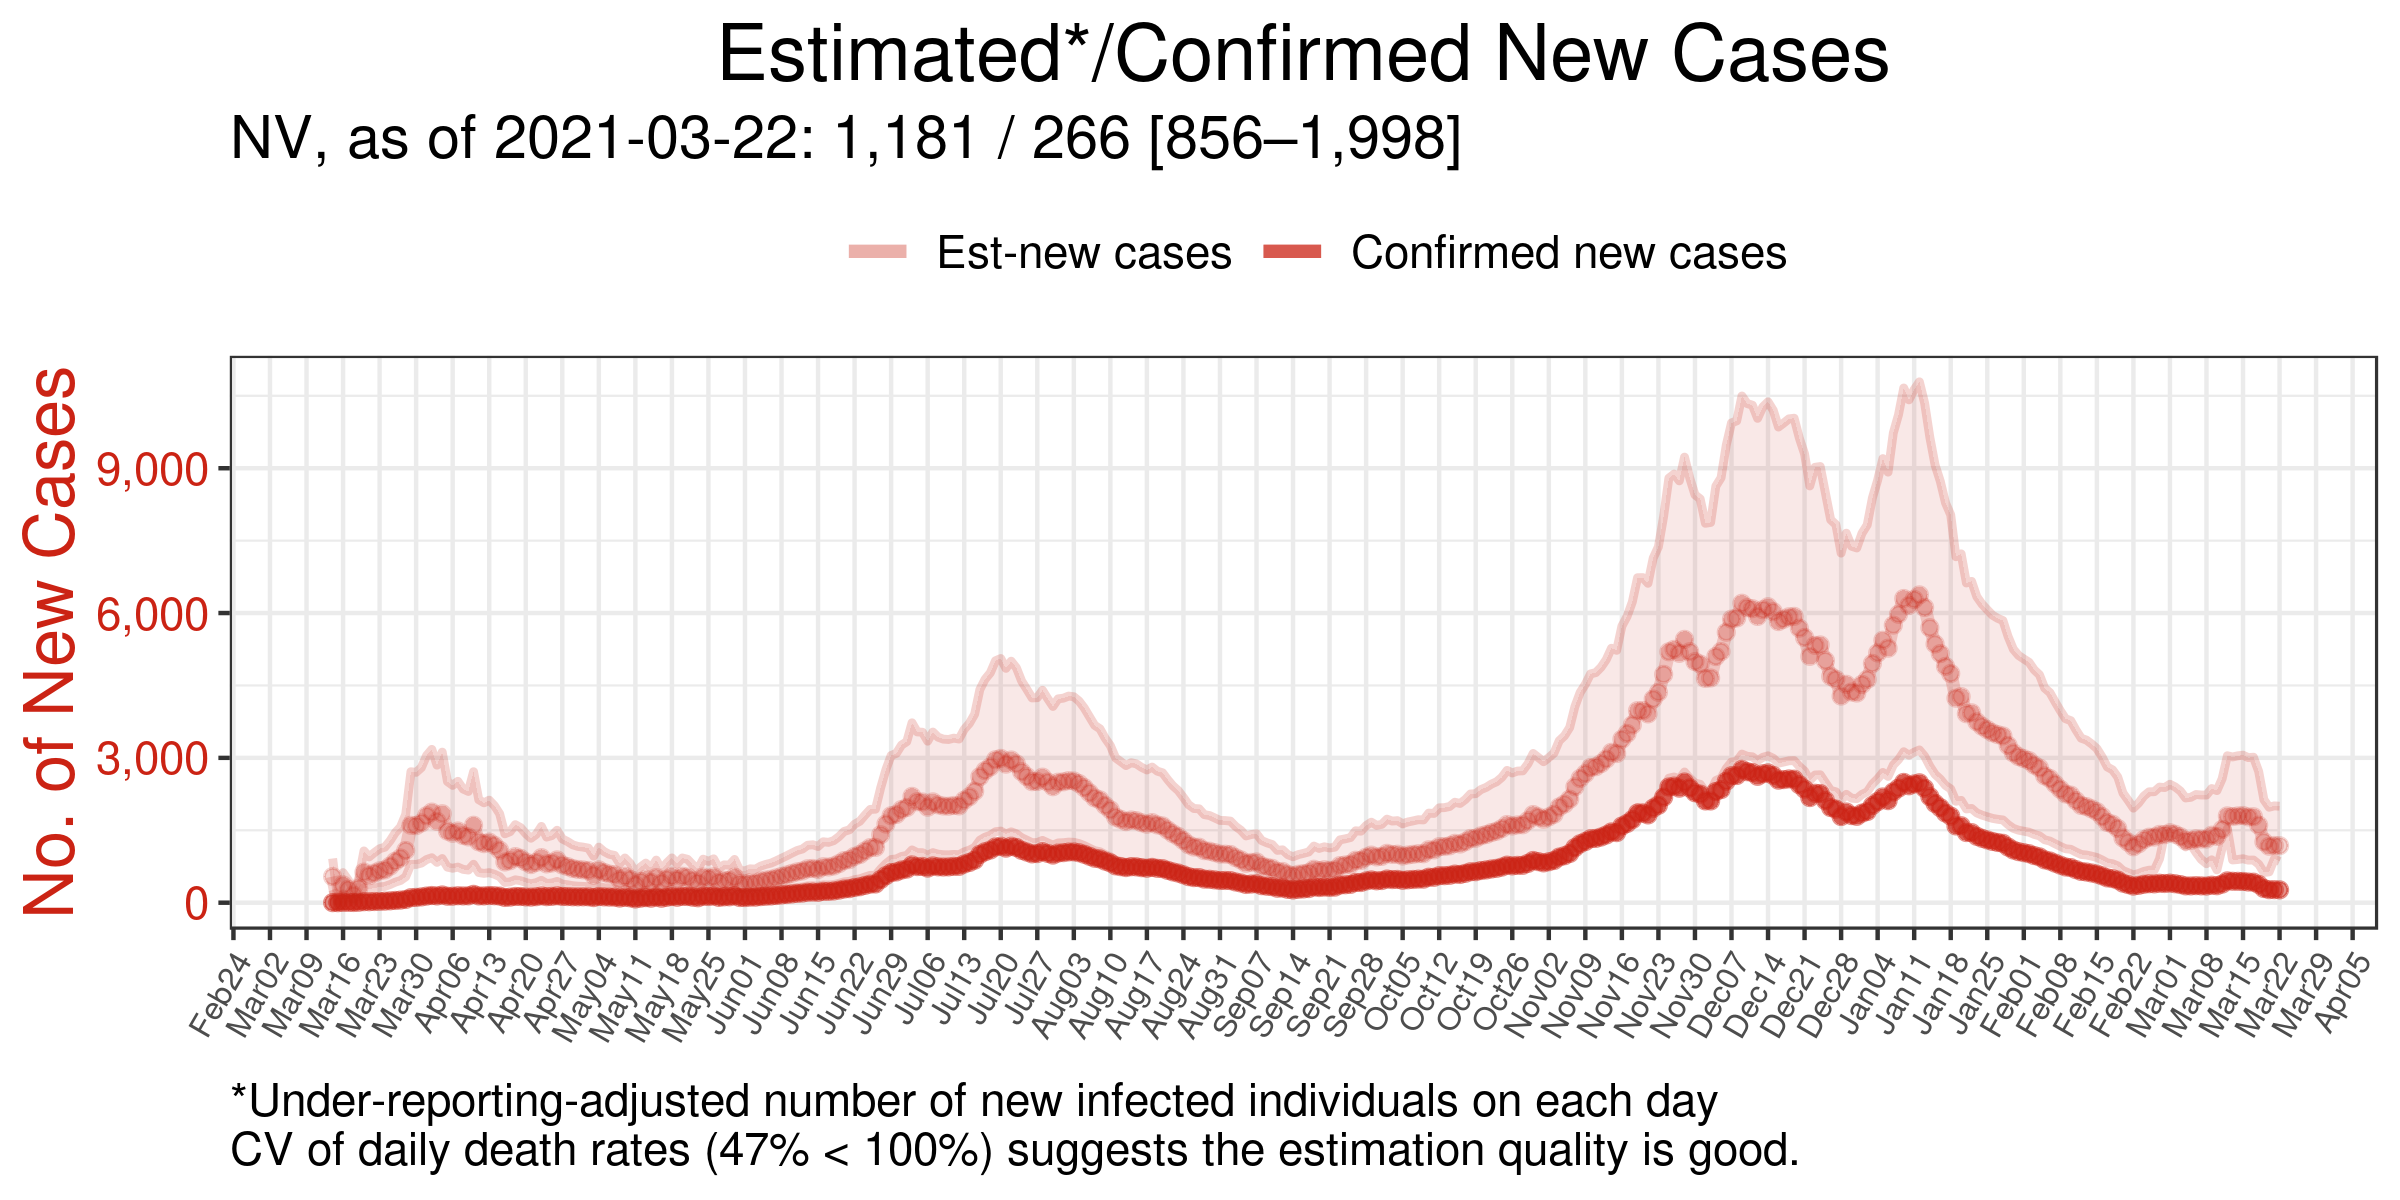 Estimated*/Confirmed New Cases
NV, as of 2021-03-22: 1,181 / 266 [856–1,998]
Est-new cases Confirmed new cases
No. of New Cases
9,000
6,000
3,000
0
Feb24 Mar02 Mar09 Mar16 Mar23 Mar30 Apr06 Apr13 Apr20 Apr27 May04 May11 May18 May25 Jun01 Jun08 Jun15 Jun22 Jun29 Jul06 Jul13 Jul20 Jul27 Aug03 Aug10 Aug17 Aug24 Aug31 Sep07 Sep14 Sep21 Sep28 Oct05 Oct12 Oct19 Oct26 Nov02 Nov09 Nov16 Nov23 Nov30 Dec07 Dec14 Dec21 Dec28 Jan04 Jan11 Jan18 Jan25 Feb01 Feb08 Feb15 Feb22 Mar01 Mar08 Mar15 Mar22 Mar29 Apr05
*Under-reporting-adjusted number of new infected individuals on each day
CV of daily death rates (47% < 100%) suggests the estimation quality is good.